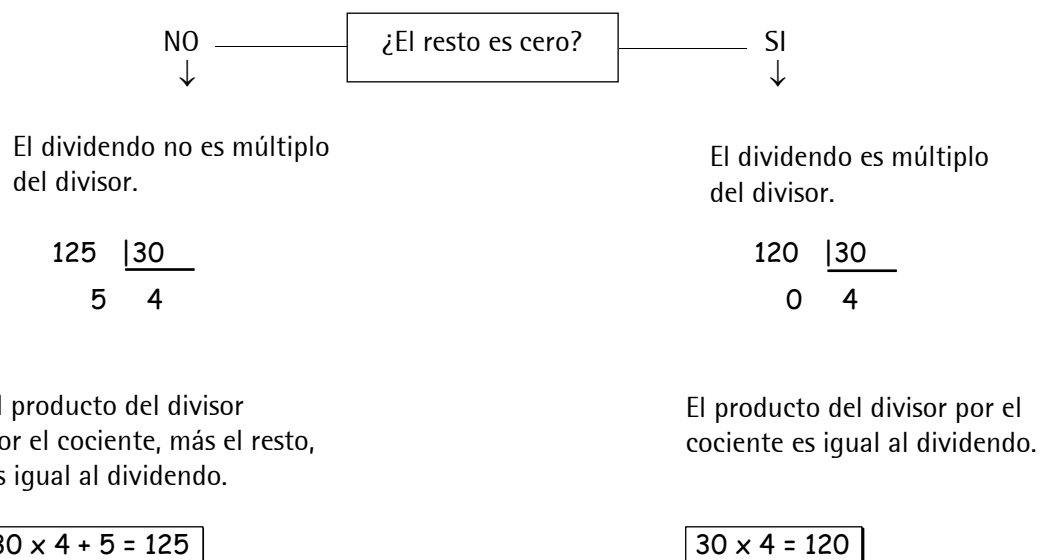 ¿El resto es cero?
NO
SI
↓
↓
El dividendo no es múltiplo
del divisor.
125 |30
5 4
l producto del divisor
or el cociente, más el resto,
s igual al dividendo.
30 x 4 + 5 = 125
El dividendo es múltiplo
del divisor.
120 |30
0 4
El producto del divisor por el
cociente es igual al dividendo.
30 x 4 = 120